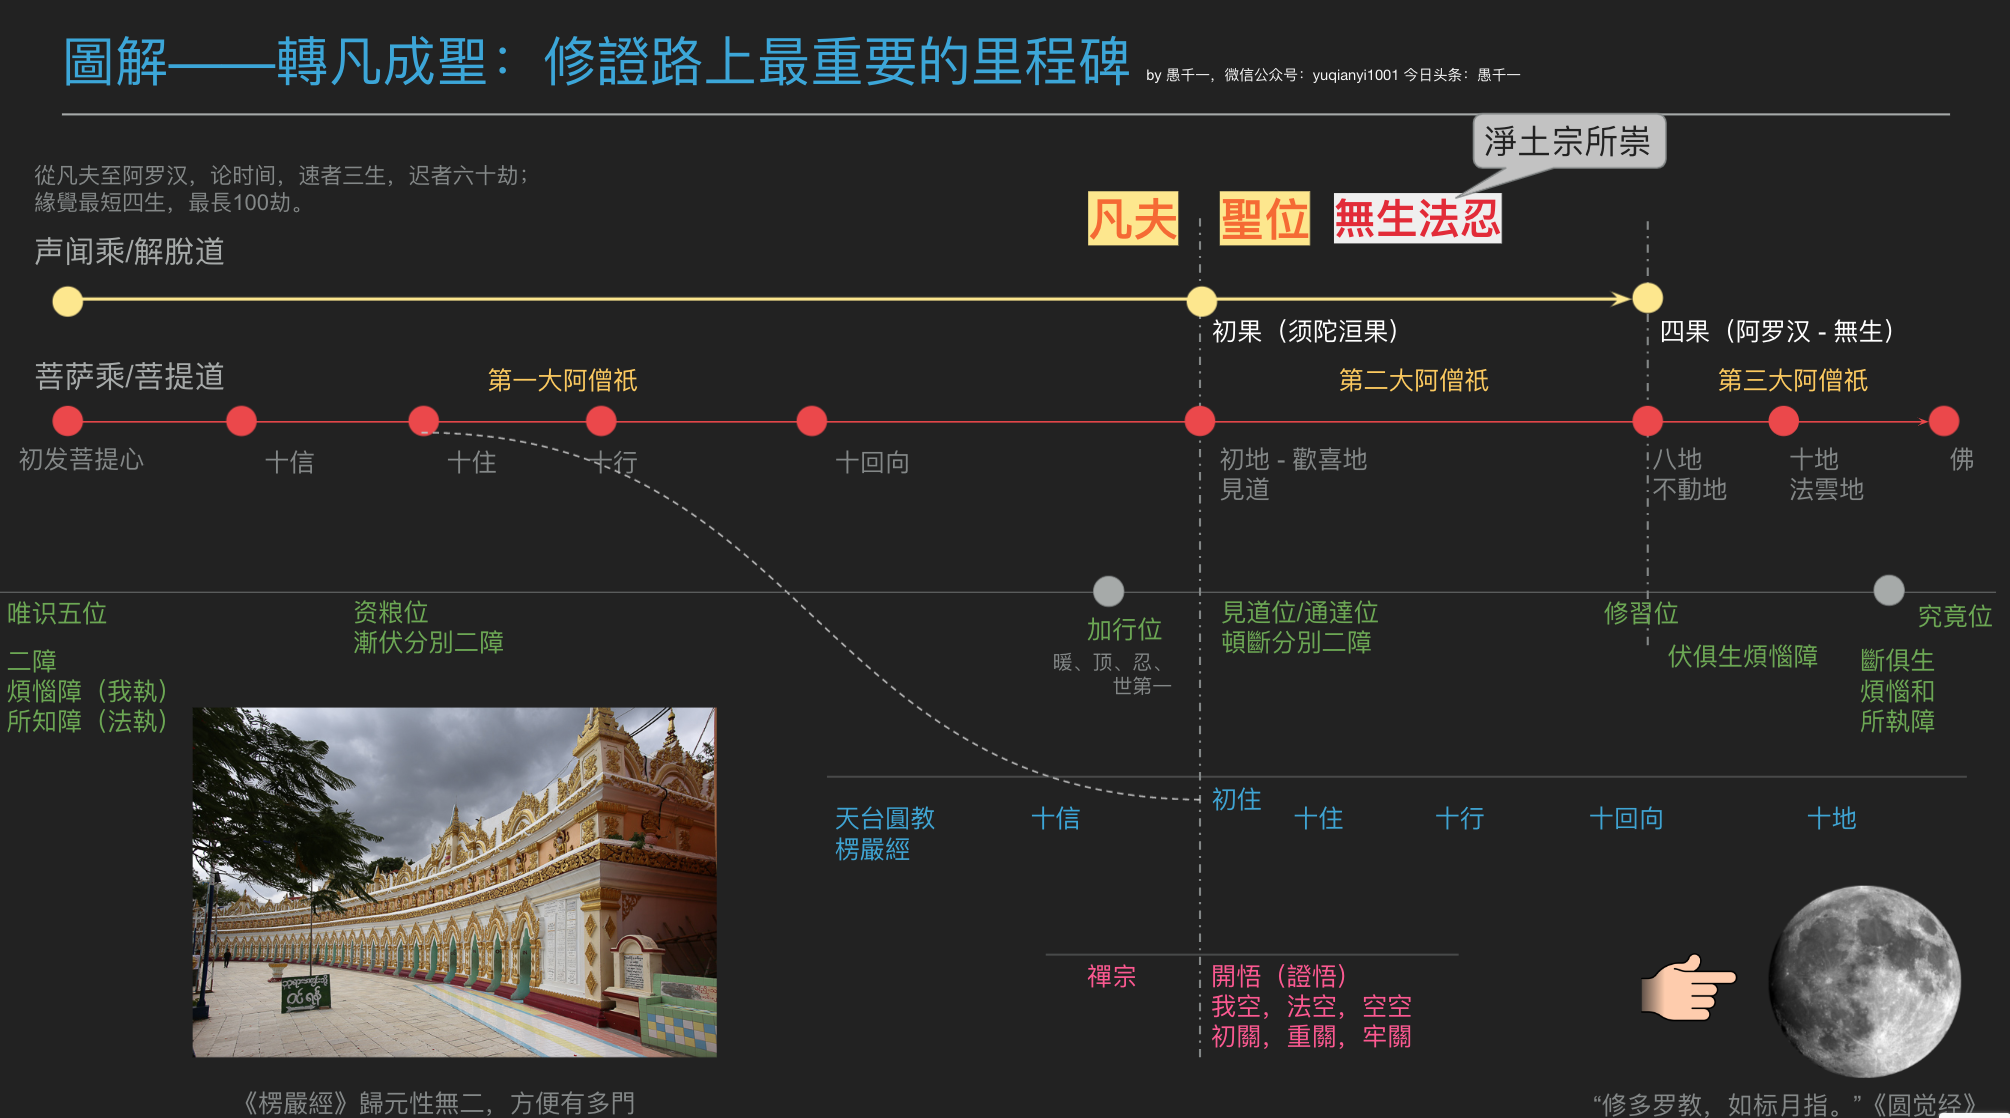 圖解——轉凡成聖：修證路上最重要的里程碑 by 愚千一，微信公众号：yuqianyi1001 今日头条：愚千一
淨土宗所崇
從凡夫至阿罗汉，论时间，速者三生，迟者六十劫；
緣覺最短四生，最長100劫。
凡夫 聖位 無生法忍
声闻乘/解脫道
初果（须陀洹果）
四果（阿罗汉 - 無生）
菩萨乘/菩提道
第一大阿僧祇
第二大阿僧祇
第三大阿僧祇
初发菩提心
十信
十住
十行
十回向
初地 - 歡喜地
見道
八地
不動地
十地
法雲地
佛
唯识五位
二障
煩惱障（我執）
所知障（法執）
资粮位
漸伏分別二障
加行位
暖、顶、忍、
世第一
見道位/通達位
頓斷分別二障
修習位
伏俱生煩惱障
究竟位
斷俱生
煩惱和
所執障
天台圓教
楞嚴經
十信
初住
十住
十行
十回向
十地
禪宗
開悟（證悟）
我空，法空，空空
初關，重關，牢關
《楞嚴經》歸元性無二，方便有多門
“修多罗教，如标月指。”《圆觉经》